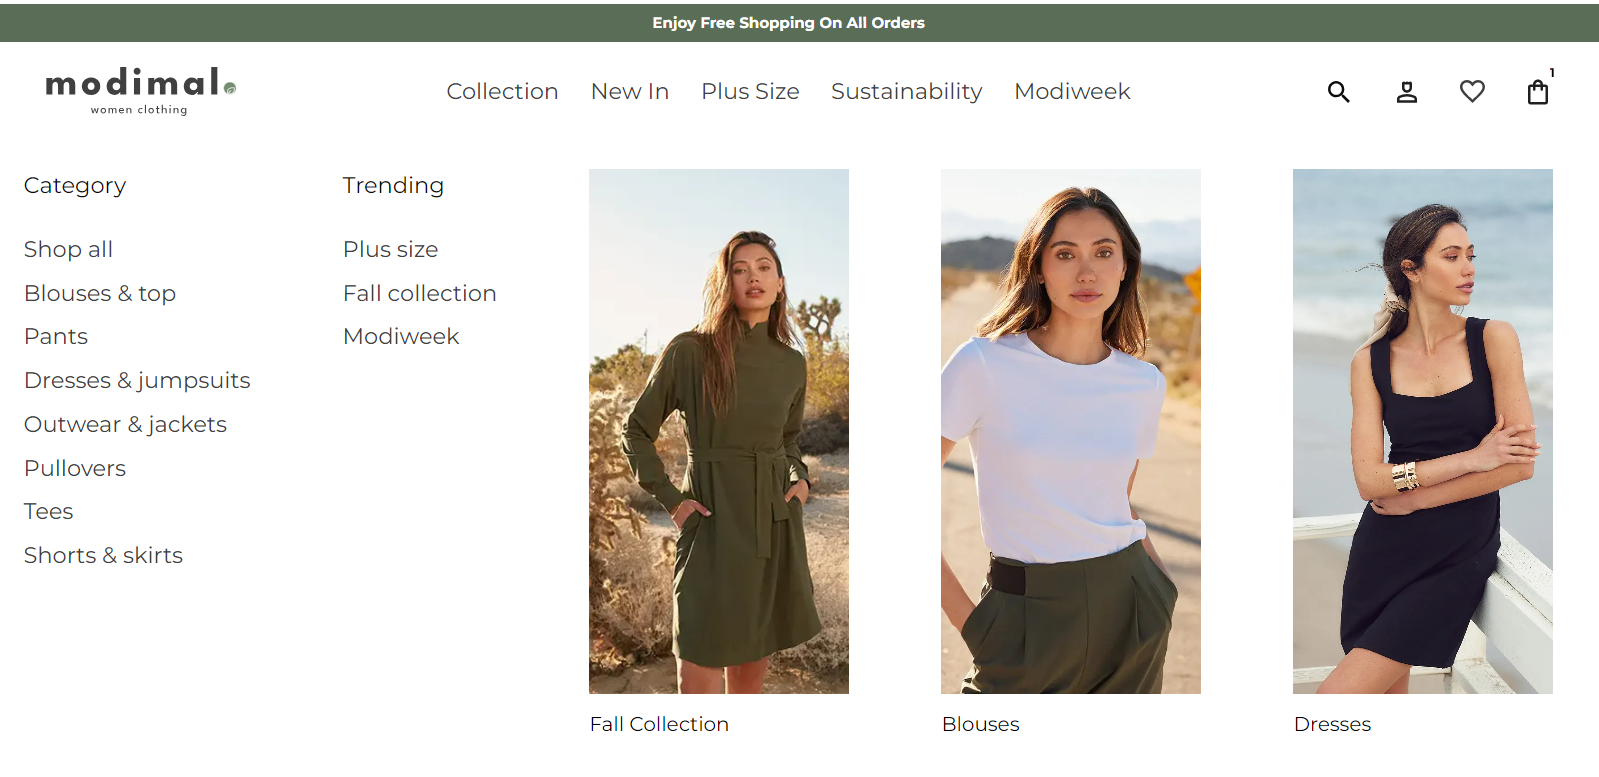 Enjoy Free Shopping On All Orders
modimal
women clothing
Collection New In Plus Size Sustainability Modiweek
1
Category
Shop all
Blouses & top
Pants
Dresses & jumpsuits
Outwear & jackets
Pullovers
Tees
Shorts & skirts
Trending
Plus size
Fall collection
Modiweek
Fall Collection
Blouses
Dresses